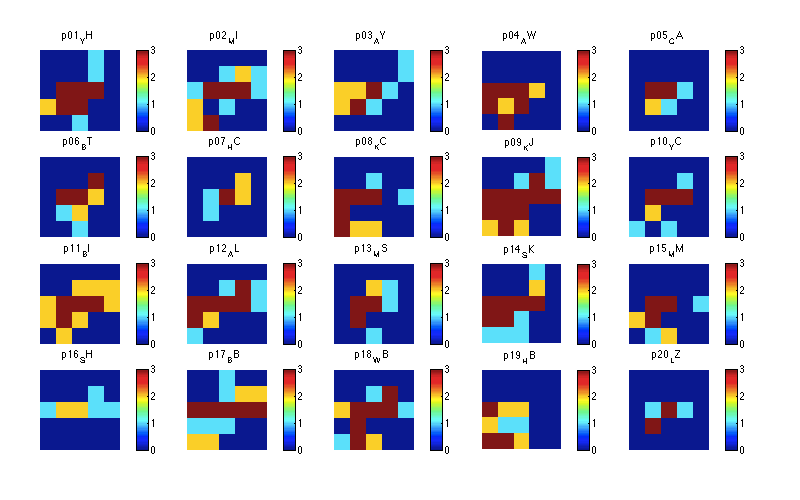 p01YH p02MI p03AY p04AW p05GA
3 3 3 3 3
2 2 2 2 2
1 1 1 1 1
0 0 0 0 0
p06BT p07HC p08KC p09KJ p10YC
3 3 3 3 3
2 2 2 2 2
1 1 1 1 1
0 0 0 0 0
p11BI p12AL p13MS p14SK p15MM
3 3 3 3 3
2 2 2 2 2
1 1 1 1 1
0 0 0 0 0
p16SH p17BB p18WB p19HB p20LZ
3 3 3 3 3
2 2 2 2 2
1 1 1 1 1
0 0 0 0 0